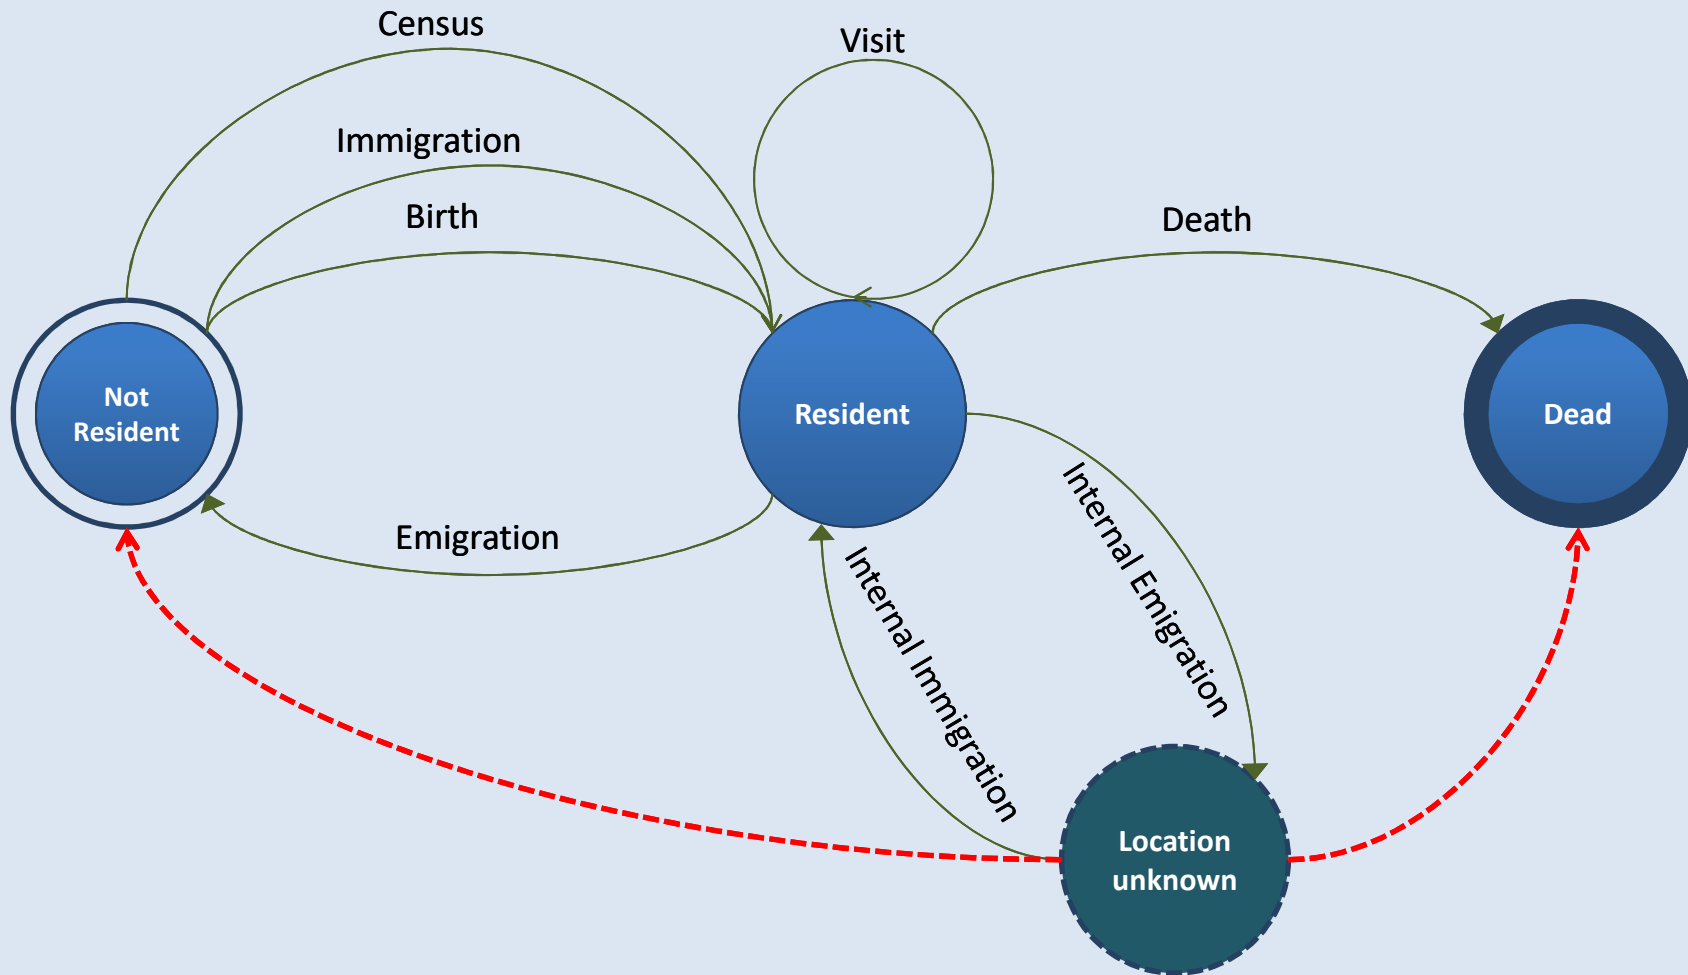 Census
Visit
Immigration
Birth
Death
Not
Resident
Resident
Dead
Emigration
Internal Emigration
Internal Immigration
Location
unknown